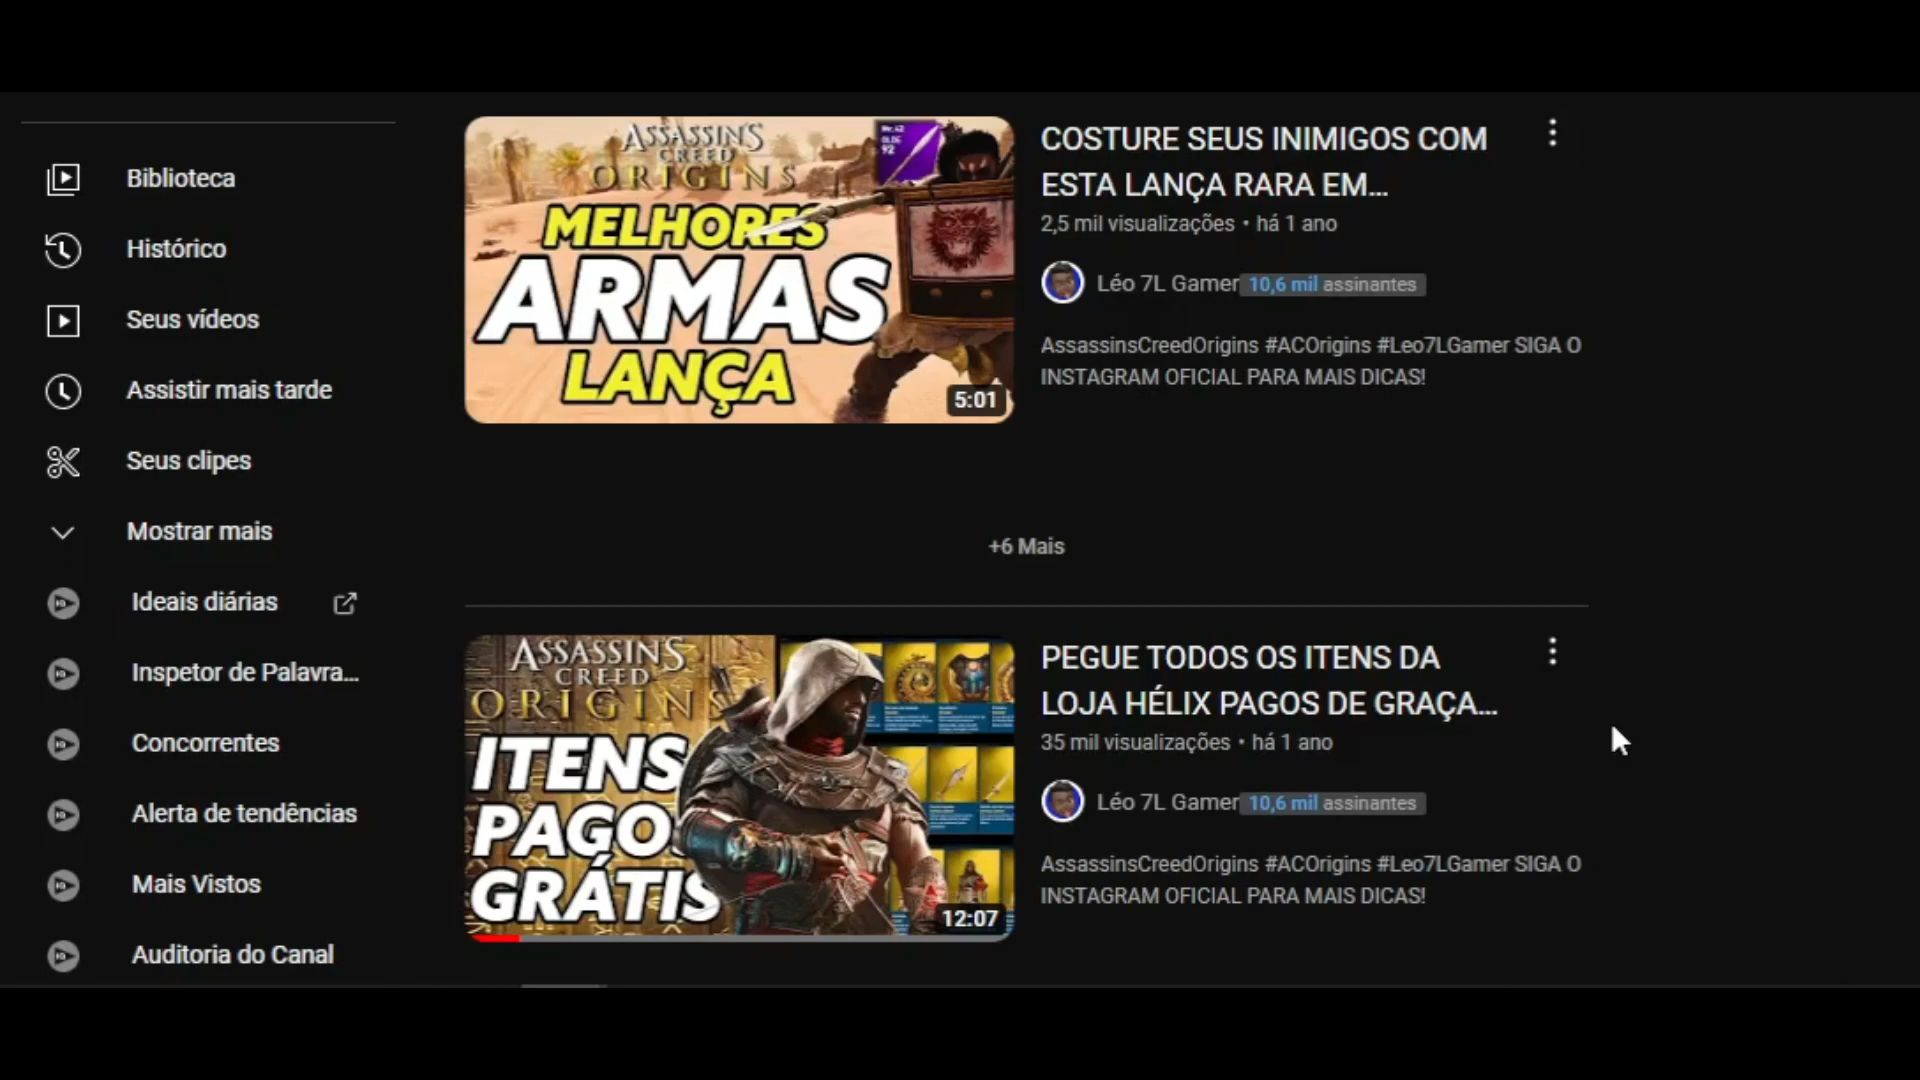 Biblioteca
Histórico
Seus vídeos
Assistir mais tarde
Seus clipes
Mostrar mais
Ideais diárias
Inspetor de Palavra...
Concorrentes
Alerta de tendências
Mais Vistos
Auditoria do Canal
ASSASSIN'S
CREED
ORIGINS
MELHORES
ARMAS
LANÇA
5:01
COSTURE SEUS INIMIGOS COM
ESTA LANÇA RARA EM...
2,5 mil visualizações • há 1 ano
Léo 7L Gamer 10,6 mil assinantes
AssassinsCreedOrigins #ACOrigins #Leo7LGamer SIGA O
INSTAGRAM OFICIAL PARA MAIS DICAS!
+6 Mais
ASSASSIN'S
CREED
ORIGINS
ITENS
PAGOS
GRÁTIS
12:07
PEGUE TODOS OS ITENS DA
LOJA HÉLIX PAGOS DE GRAÇA...
35 mil visualizações • há 1 ano
Léo 7L Gamer 10,6 mil assinantes
AssassinsCreedOrigins #ACOrigins #Leo7LGamer SIGA O
INSTAGRAM OFICIAL PARA MAIS DICAS!